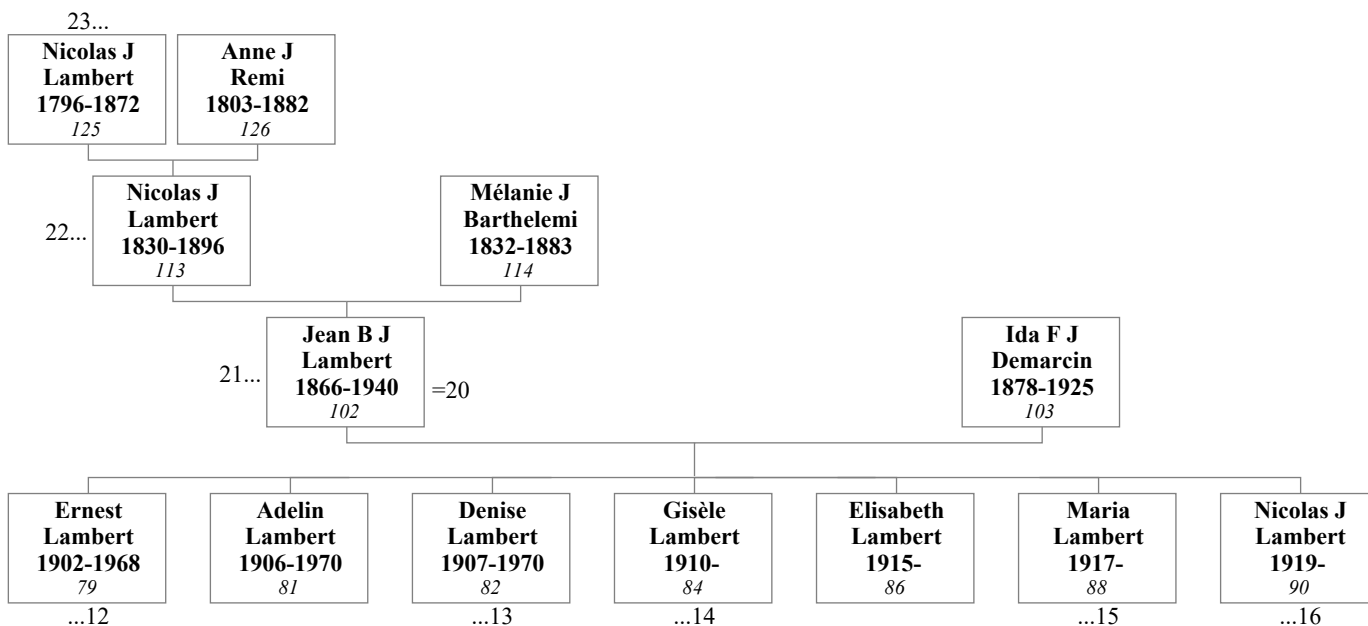 23...
Nicolas J
Lambert
1796-1872
125
Anne J
Remi
1803-1882
126
22...
Nicolas J
Lambert
1830-1896
113
Mélanie J
Barthelemi
1832-1883
114
21...
Jean B J
Lambert
1866-1940
102
=20
Ida F J
Demarcin
1878-1925
103
Ernest
Lambert
1902-1968
79
...12
Adelin
Lambert
1906-1970
81
Denise
Lambert
1907-1970
82
...13
Gisèle
Lambert
1910-
84
...14
Elisabeth
Lambert
1915-
86
Maria
Lambert
1917-
88
...15
Nicolas J
Lambert
1919-
90
...16